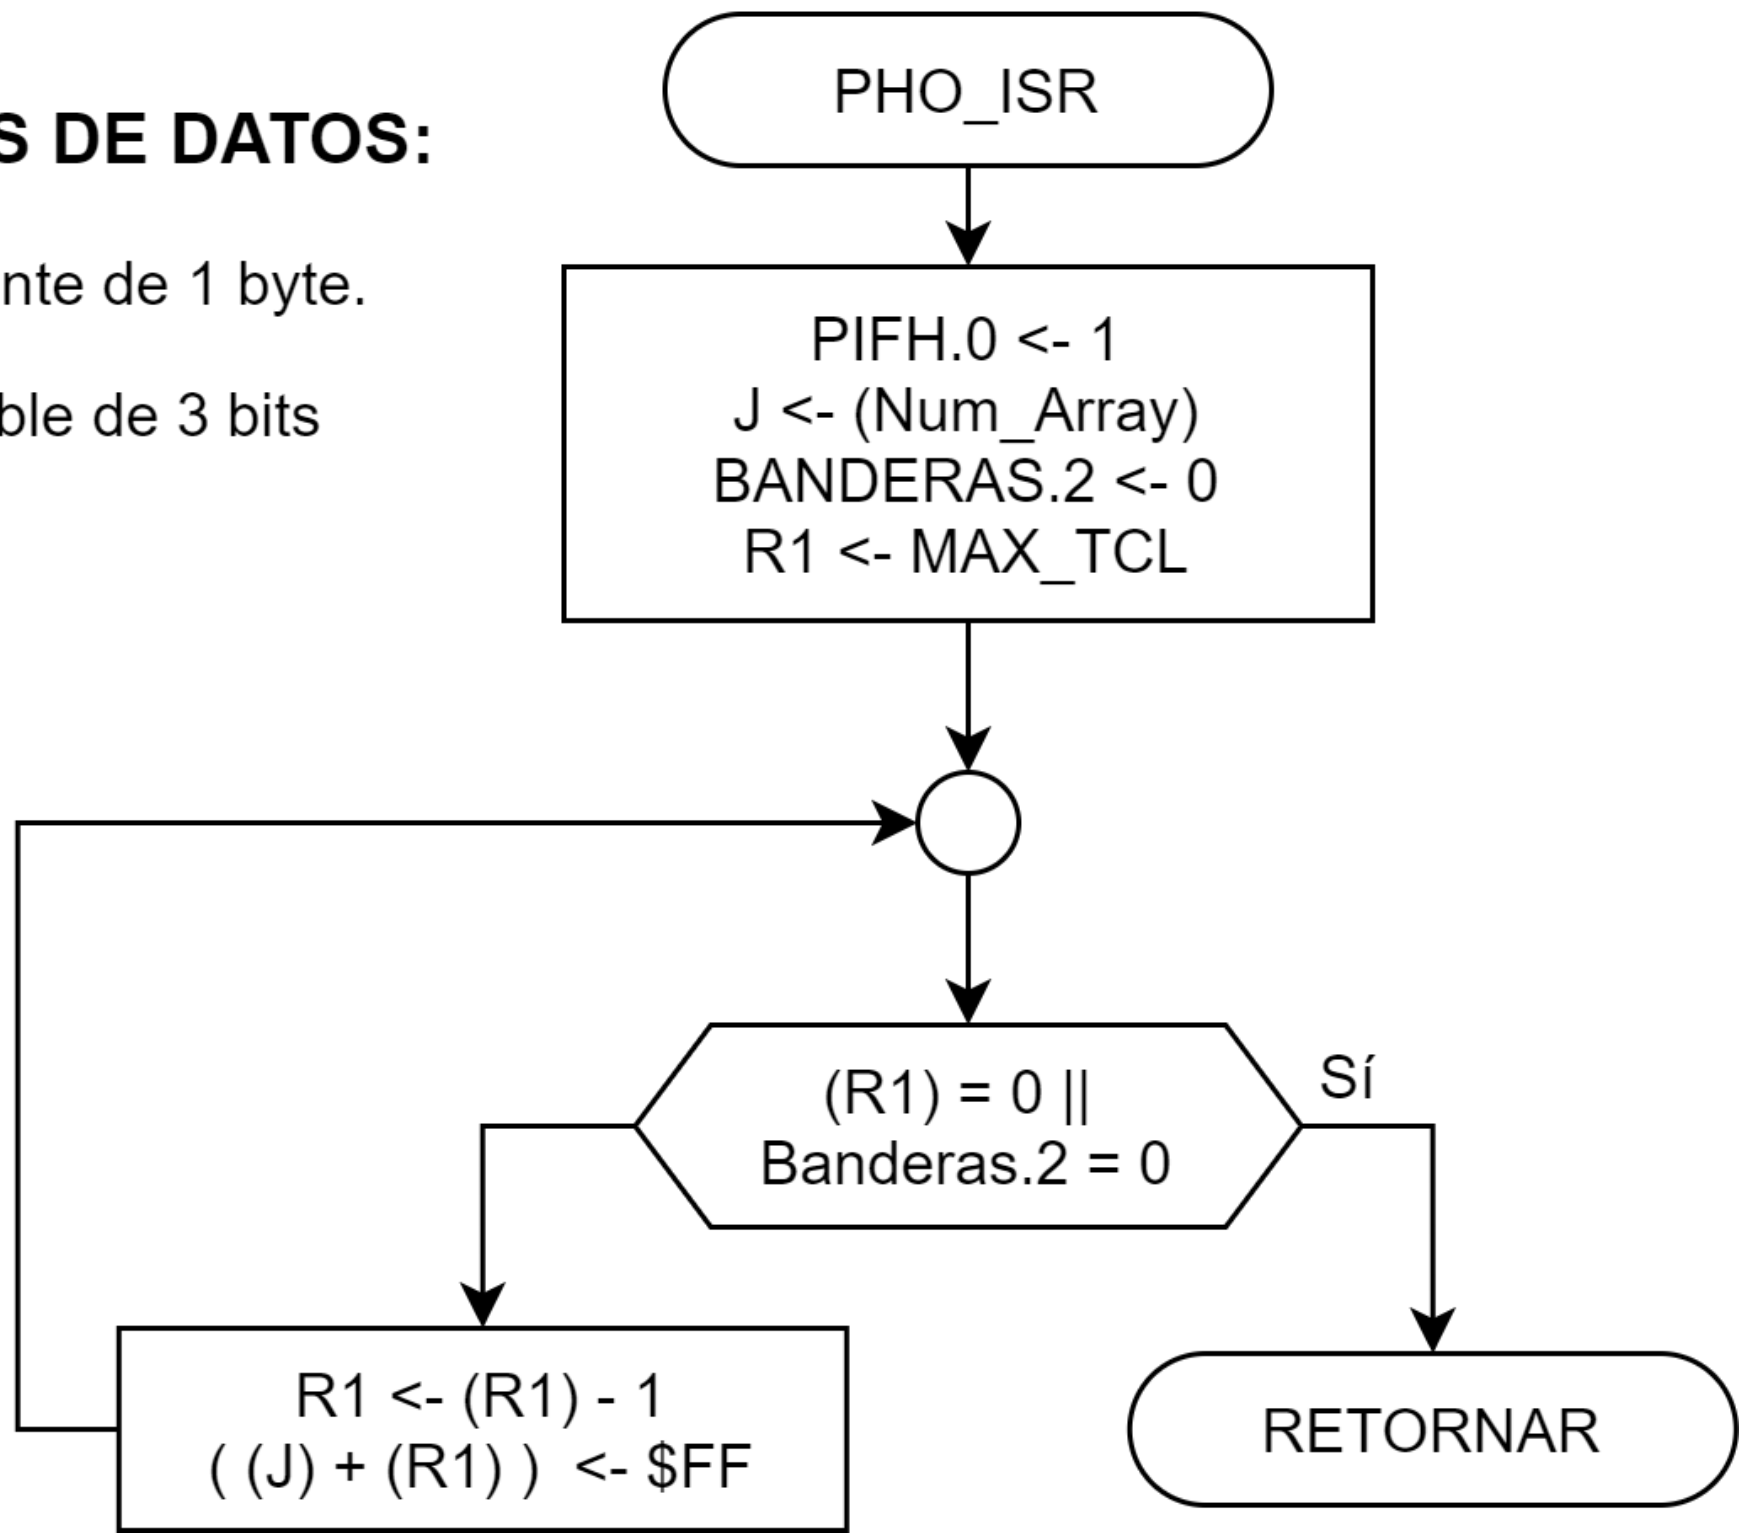 PHO_ISR
S DE DATOS:
nte de 1 byte.
ble de 3 bits
PIFH.0 <- 1
J <- (Num_Array)
BANDERAS.2 <- 0
R1 <- MAX_TCL
(R1) = 0 ||
Banderas.2 = 0
Sí
R1 <- (R1) - 1
( (J) + (R1) ) <- $FF
RETORNAR